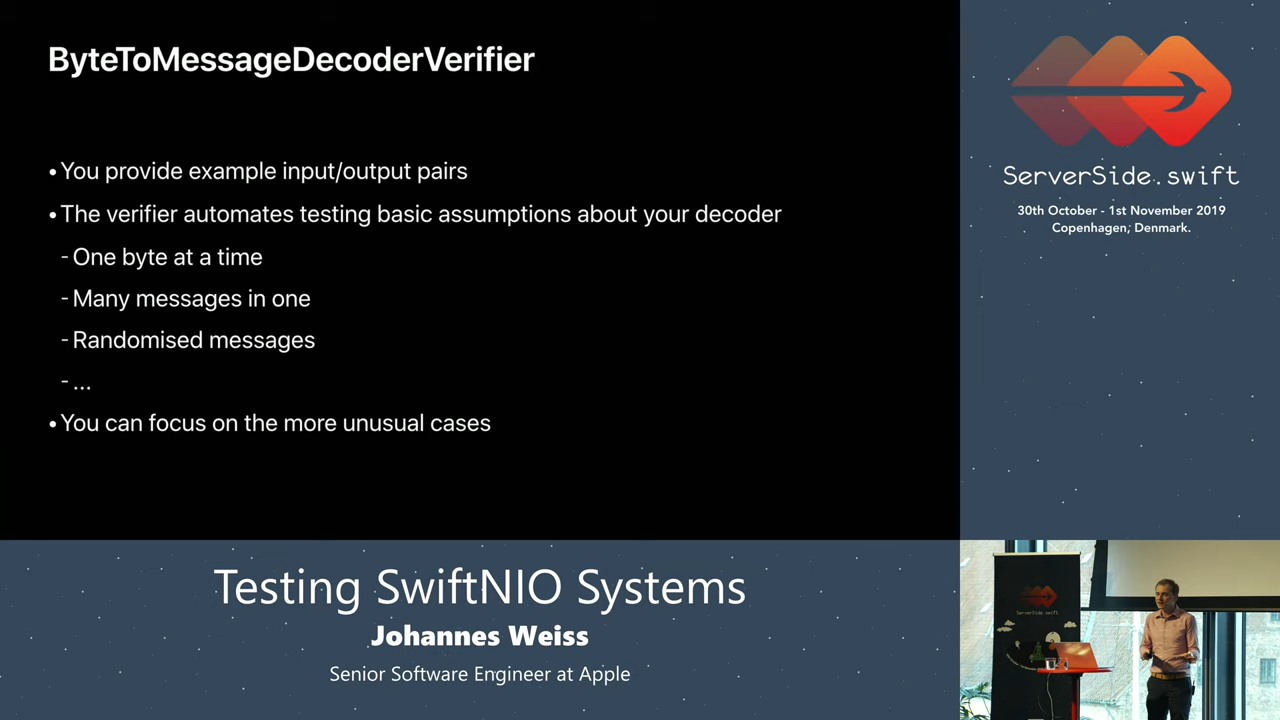 ByteToMessageDecoderVerifier
• You provide example input/output pairs
• The verifier automates testing basic assumptions about your decoder
- One byte at a time
- Many messages in one
- Randomised messages
- ...
• You can focus on the more unusual cases
ServerSide.swift
30th October - 1st November 2019
Copenhagen, Denmark.
Testing SwiftNIO Systems
Johannes Weiss
Senior Software Engineer at Apple
ServerSide.swift